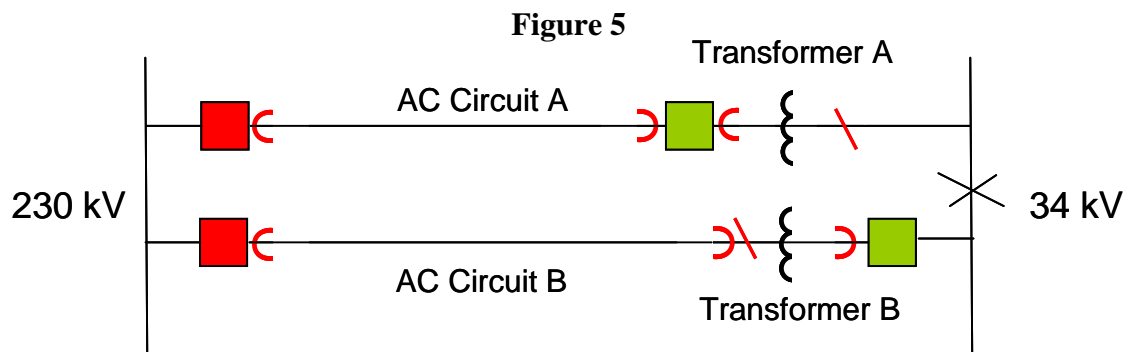 Figure 5
Transformer A
AC Circuit A
230 kV
34 kV
AC Circuit B
Transformer B